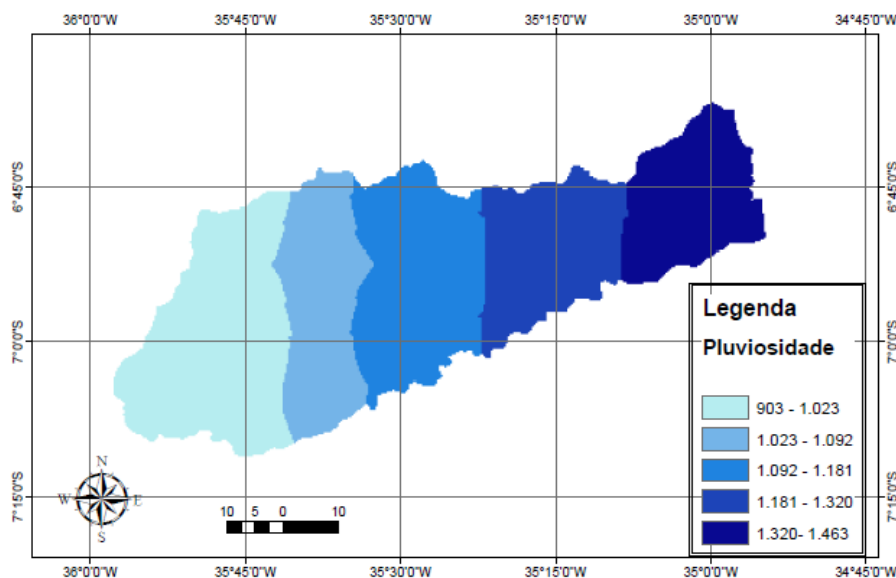 36°0'0"W 35°45'0"W 35°30'0"W 35°15'0"W 35°0'0"W 34°45'0"W
6°45'0"S 6°45'0"S
7°0'0"S 7°0'0"S
7°15'0"S 7°15'0"S
N
W E
S
10 5 0 10
Legenda
Pluviosidade
903 - 1.023
1.023 - 1.092
1.092 - 1.181
1.181 - 1.320
1.320- 1.463
36°0'0"W 35°45'0"W 35°30'0"W 35°15'0"W 35°0'0"W 34°45'0"W